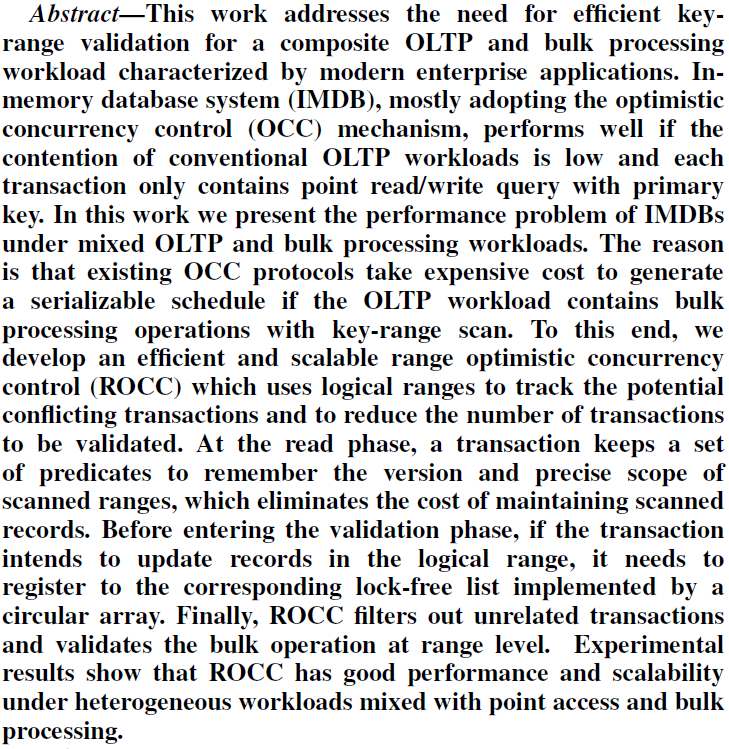 Abstract—This work addresses the need for efficient key-
range validation for a composite OLTP and bulk processing
workload characterized by modern enterprise applications. In-
memory database system (IMDB), mostly adopting the optimistic
concurrency control (OCC) mechanism, performs well if the
contention of conventional OLTP workloads is low and each
transaction only contains point read/write query with primary
key. In this work we present the performance problem of IMDBs
under mixed OLTP and bulk processing workloads. The reason
is that existing OCC protocols take expensive cost to generate
a serializable schedule if the OLTP workload contains bulk
processing operations with key-range scan. To this end, we
develop an efficient and scalable range optimistic concurrency
control (ROCC) which uses logical ranges to track the potential
conflicting transactions and to reduce the number of transactions
to be validated. At the read phase, a transaction keeps a set
of predicates to remember the version and precise scope of
scanned ranges, which eliminates the cost of maintaining scanned
records. Before entering the validation phase, if the transaction
intends to update records in the logical range, it needs to
register to the corresponding lock-free list implemented by a
circular array. Finally, ROCC filters out unrelated transactions
and validates the bulk operation at range level. Experimental
results show that ROCC has good performance and scalability
under heterogeneous workloads mixed with point access and bulk
processing.